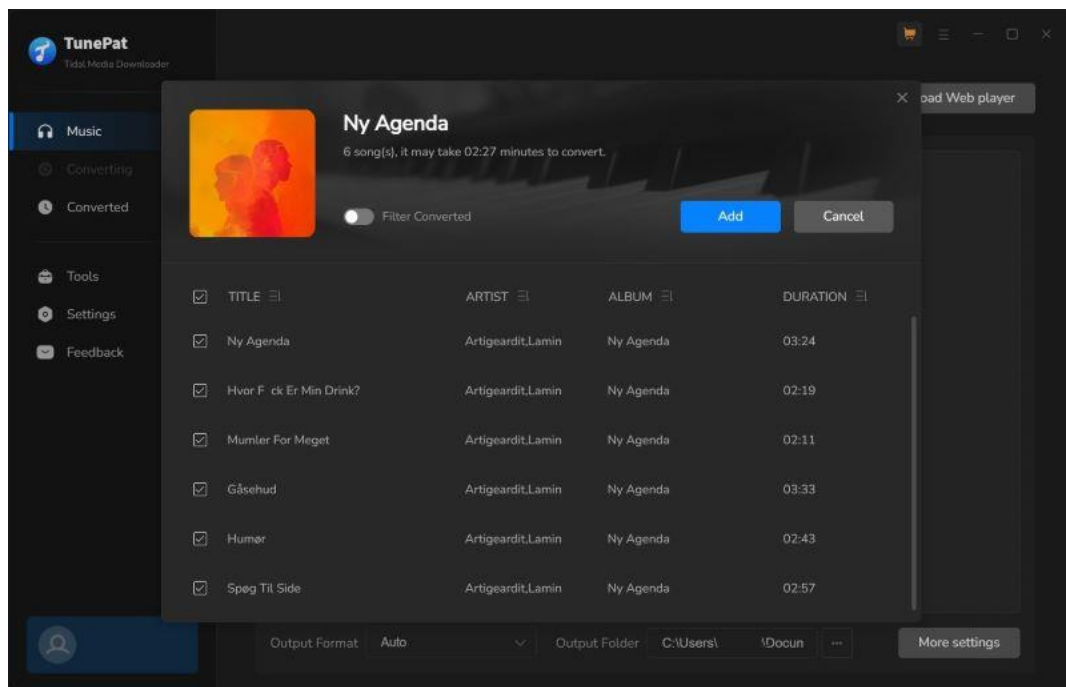 TunePat
Tidal Media Downloader
oad Web player
Music
Converting
Converted
Tools
Settings
Feedback
Ny Agenda
6 song(s), it may take 02:27 minutes to convert.
Filter Converted
Add
Cancel
TITLE ARTIST ALBUM DURATION
Ny Agenda Artigeardit,Lamin Ny Agenda 03:24
Hvor F ck Er Min Drink? Artigeardit,Lamin Ny Agenda 02:19
Mumler For Meget Artigeardit,Lamin Ny Agenda 02:11
Gåsehud Artigeardit,Lamin Ny Agenda 03:33
Humør Artigeardit,Lamin Ny Agenda 02:43
Spøg Til Side Artigeardit,Lamin Ny Agenda 02:57
Output Format Auto Output Folder C:\Users\ \Docun ... More settings